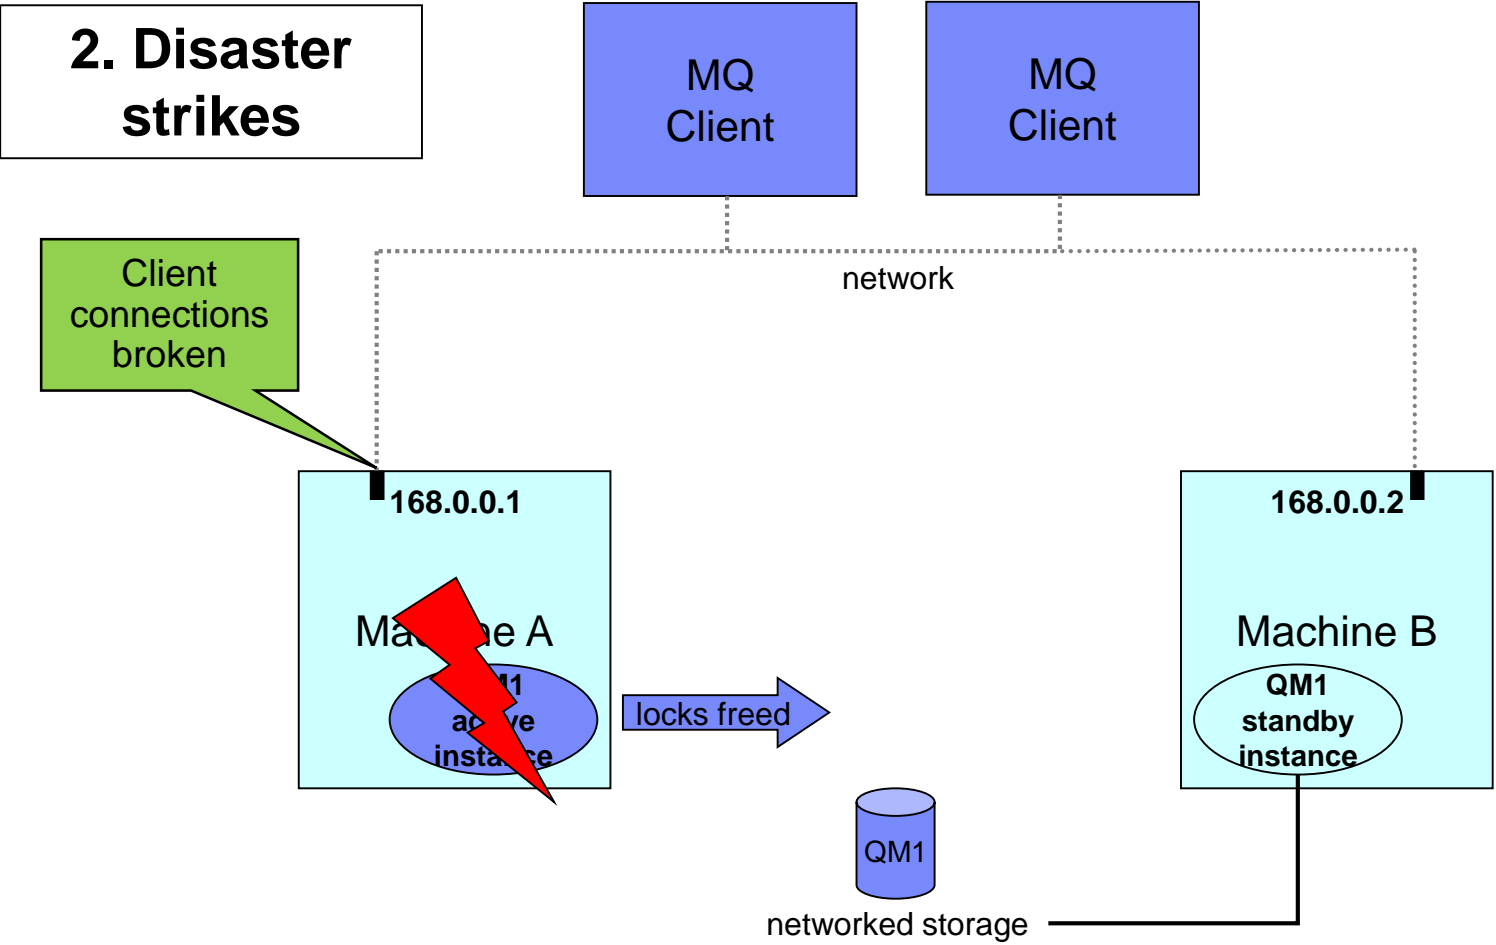 2. Disaster
strikes
MQ
Client
MQ
Client
Client
connections
broken
network
168.0.0.1
168.0.0.2
Machine B
QM1
standby
instance
locks freed
QM1
networked storage